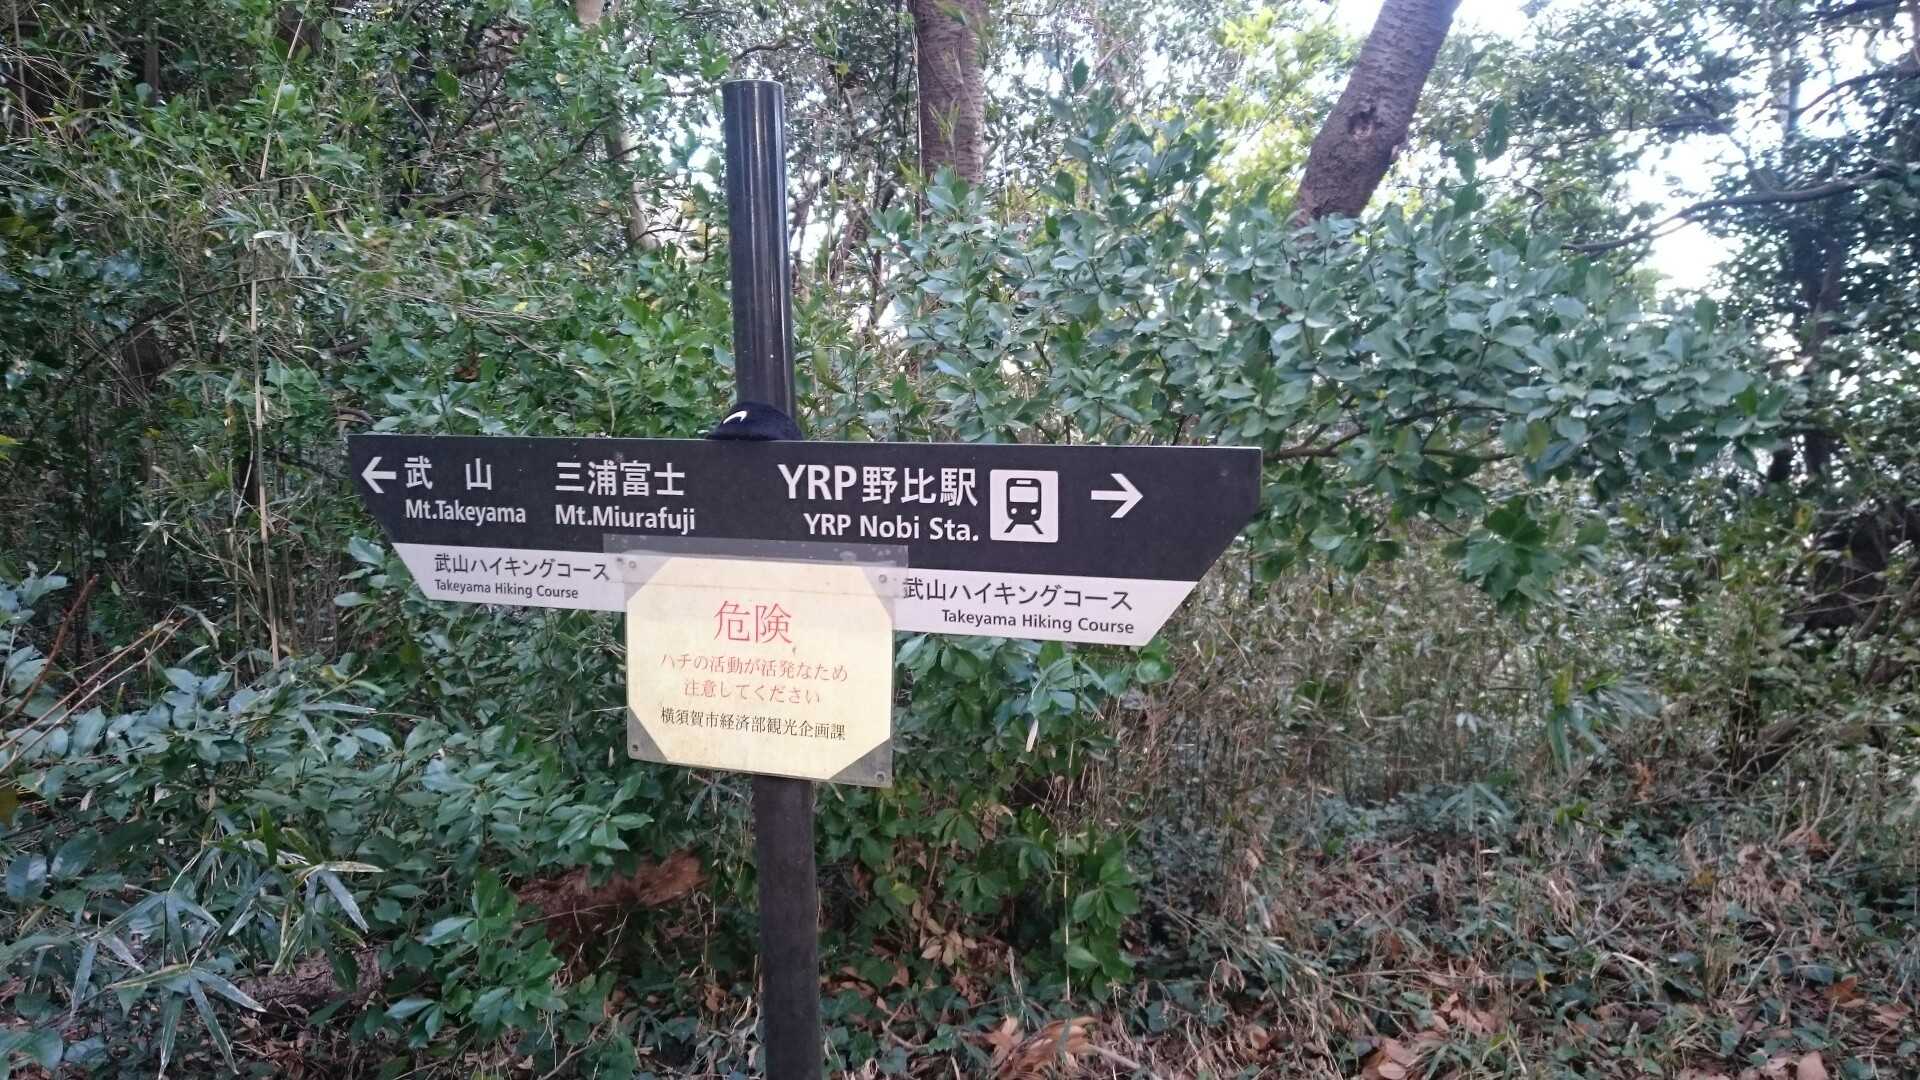 ← 武　山　三浦富士　YRP野比駅 →
Mt.Takeyama Mt.Miurafuji YRP Nobi Sta.
武山ハイキングコース
Takeyama Hiking Course
武山ハイキングコース
Takeyama Hiking Course
危険
ハチの活動が活発なため
注意してください
横須賀市経済部観光企画課